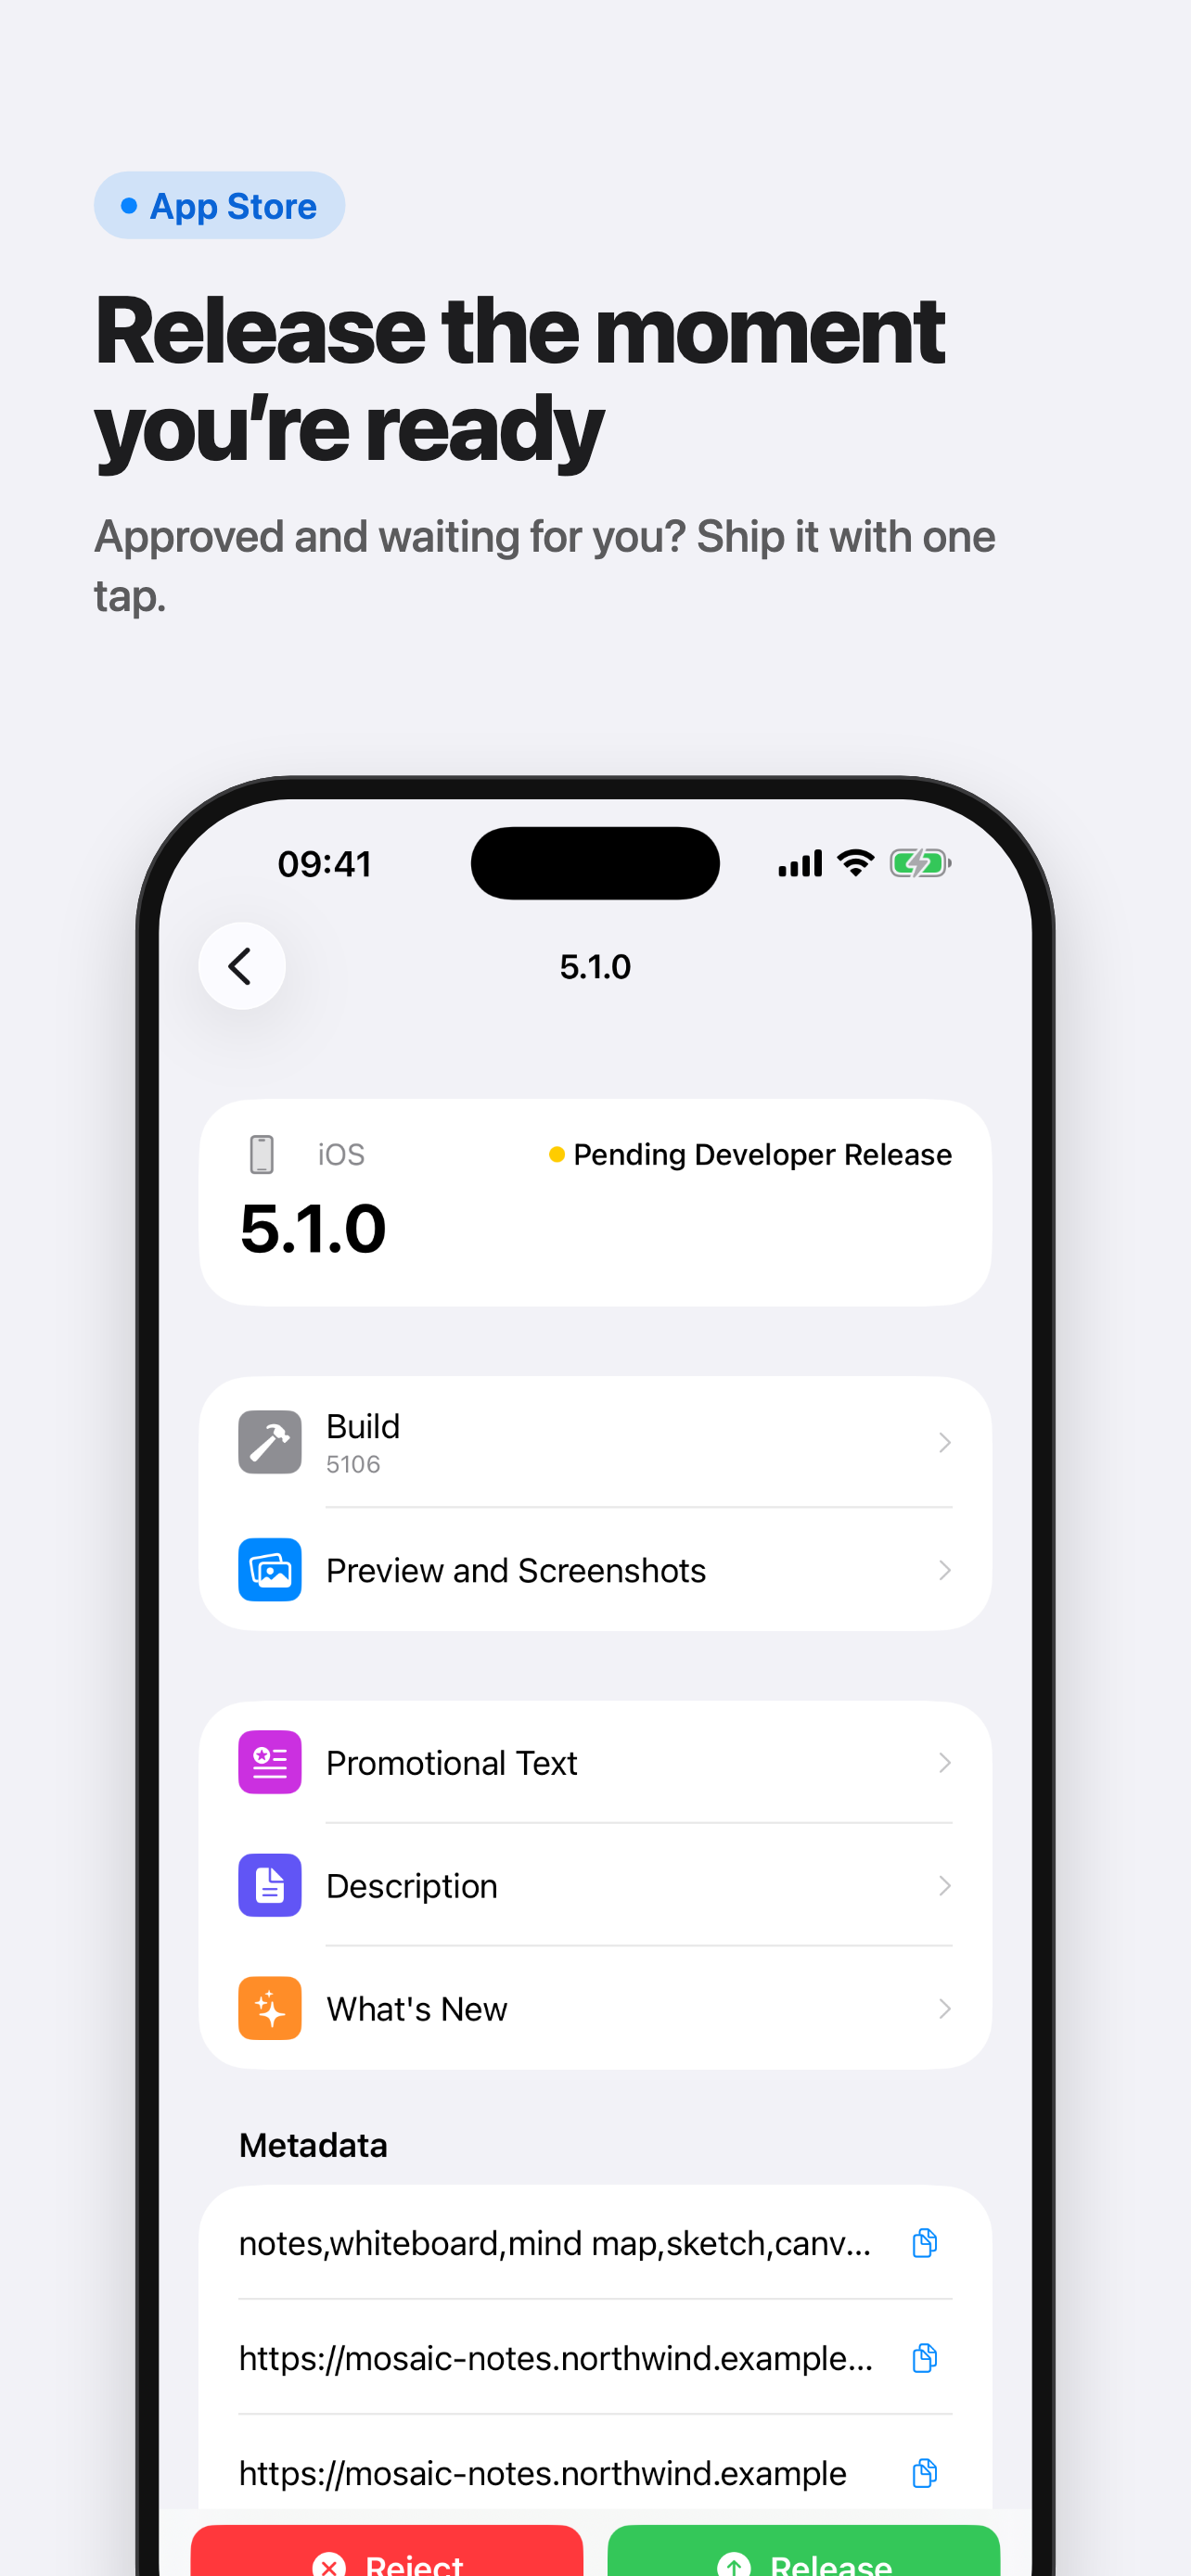 App Store
Release the moment
you’re ready
Approved and waiting for you? Ship it with one
tap.
09:41
5.1.0
iOS
Pending Developer Release
5.1.0
Build
5106
Preview and Screenshots
Promotional Text
Description
What's New
Metadata
notes,whiteboard,mind map,sketch,canv...
https://mosaic-notes.northwind.example...
https://mosaic-notes.northwind.example
Reject
Release